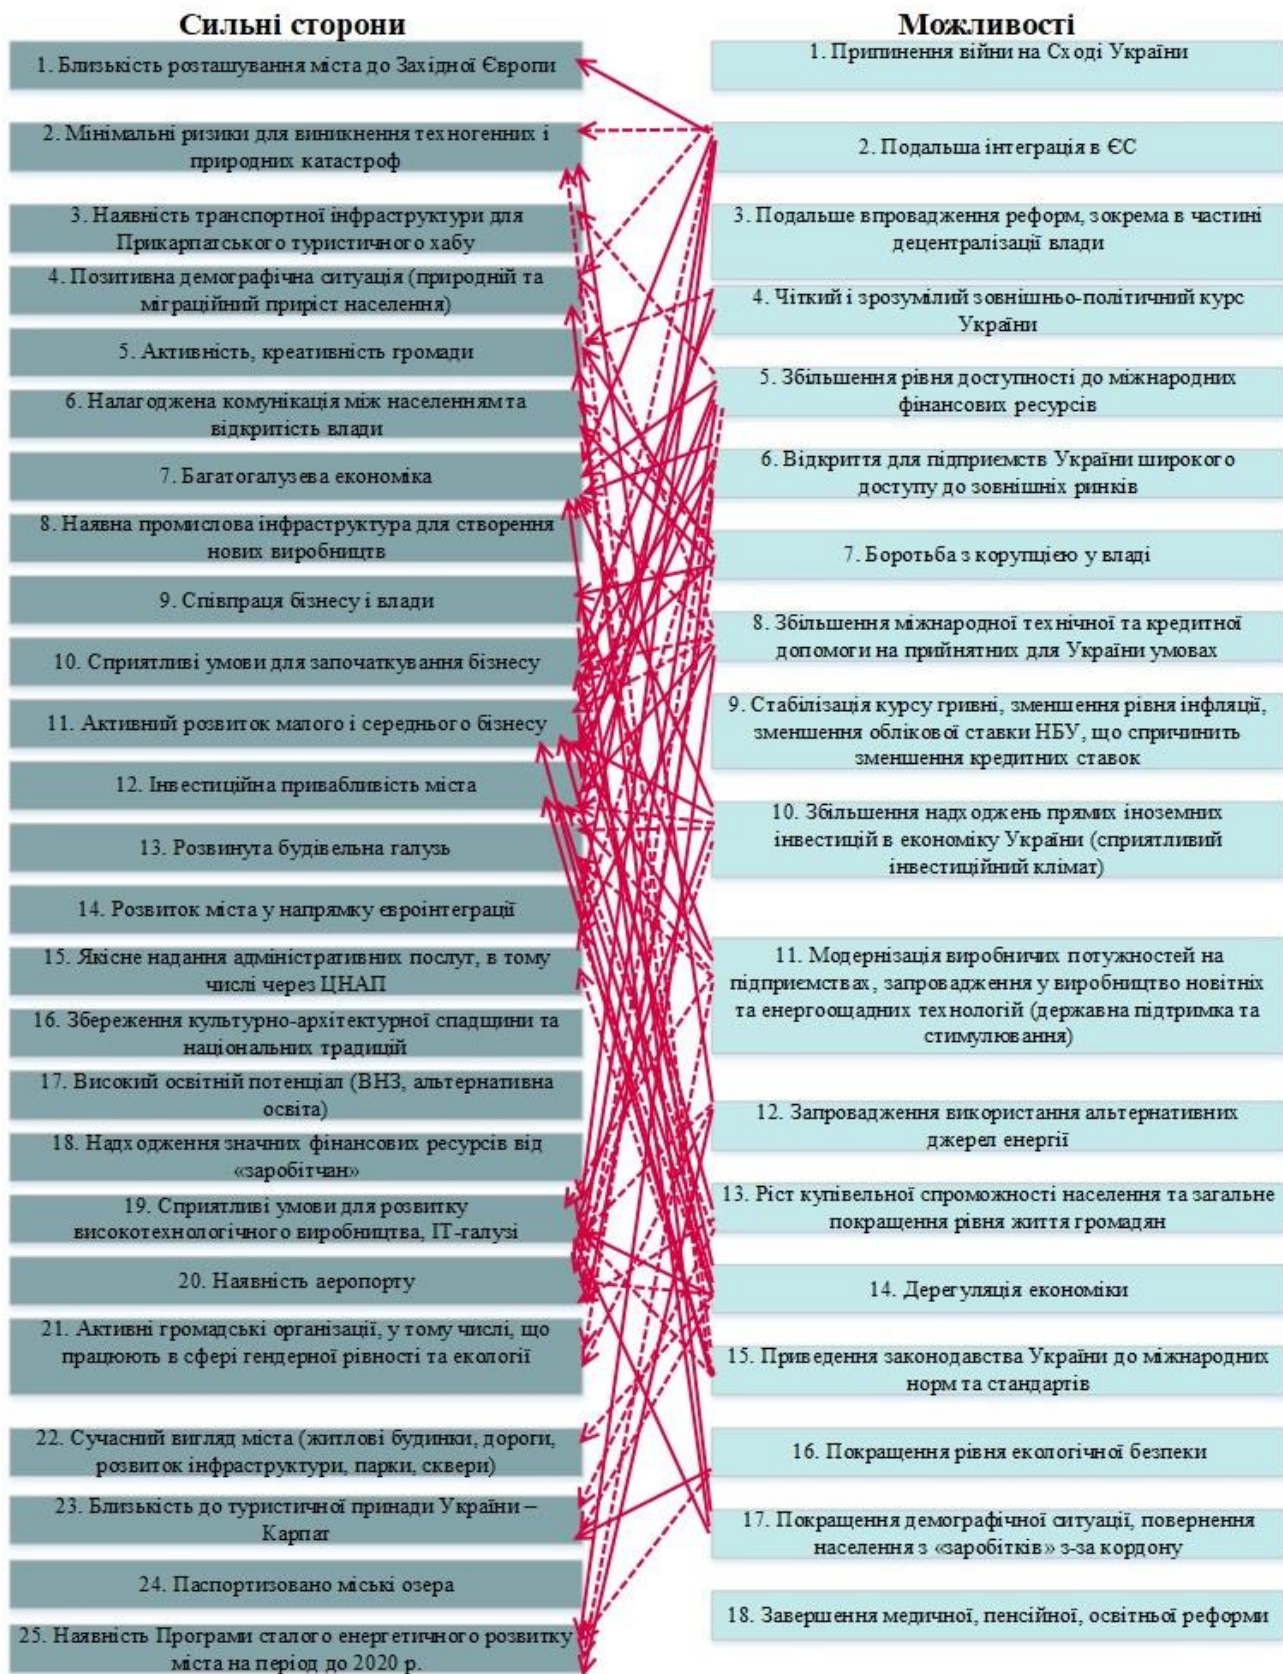 Сильні сторони
1. Близькість розташування міста до Західної Європи
2. Мінімальні ризики для виникнення техногенних і
природних катастроф
3. Наявність транспортної інфраструктури для
Прикарпатського туристичного хабу
4. Позитивна демографічна ситуація (природній та
міграційний приріст населення)
5. Активність, креативність громади
6. Налагоджена комунікація між населенням та
відкритість влади
7. Багатогалузева економіка
8. Наявна промислова інфраструктура для створення
нових виробництв
9. Співпраця бізнесу і влади
10. Сприятливі умови для започаткування бізнесу
11. Активний розвиток малого і середнього бізнесу
12. Інвестиційна привабливість міста
13. Розвинута будівельна галузь
14. Розвиток міста у напрямку євроінтеграції
15. Якісне надання адміністративних послуг, в тому
числі через ЦНАП
16. Збереження культурно-архітектурної спадщини та
національних традицій
17. Високий освітній потенціал (ВНЗ, альтернативна
освіта)
18. Надходження значних фінансових ресурсів від
«заробітчан»
19. Сприятливі умови для розвитку
високотехнологічного виробництва, ІТ-галузі
20. Наявність аеропорту
21. Активні громадські організації, у тому числі, що
працюють в сфері гендерної рівності та екології
22. Сучасний вигляд міста (житлові будинки, дороги,
розвиток інфраструктури, парки, сквери)
23. Близькість до туристичної принади України –
Карпат
24. Паспортизовано міські озера
25. Наявність Програми сталого енергетичного розвитку
міста на період до 2020 р.
Можливості
1. Припинення війни на Сході України
2. Подальша інтеграція в ЄС
3. Подальше впровадження реформ, зокрема в частині
децентралізації влади
4. Чіткий і зрозумілий зовнішньо-політичний курс
України
5. Збільшення рівня доступності до міжнародних
фінансових ресурсів
6. Відкриття для підприємств України широкого
доступу до зовнішніх ринків
7. Боротьба з корупцією у владі
8. Збільшення міжнародної технічної та кредитної
допомоги на прийнятних для України умовах
9. Стабілізація курсу гривні, зменшення рівня інфляції,
зменшення облікової ставки НБУ, що спричинить
зменшення кредитних ставок
10. Збільшення надходжень прямих іноземних
інвестицій в економіку України (сприятливий
інвестиційний клімат)
11. Модернізація виробничих потужностей на
підприємствах, запровадження у виробництво новітніх
та енергоощадних технологій (державна підтримка та
стимулювання)
12. Запровадження використання альтернативних
джерел енергії
13. Ріст купівельної спроможності населення та загальне
покращення рівня життя громадян
14. Дерегуляція економіки
15. Приведення законодавства України до міжнародних
норм та стандартів
16. Покращення рівня екологічної безпеки
17. Покращення демографічної ситуації, повернення
населення з «заробітків» з-за кордону
18. Завершення медичної, пенсійної, освітньої реформи